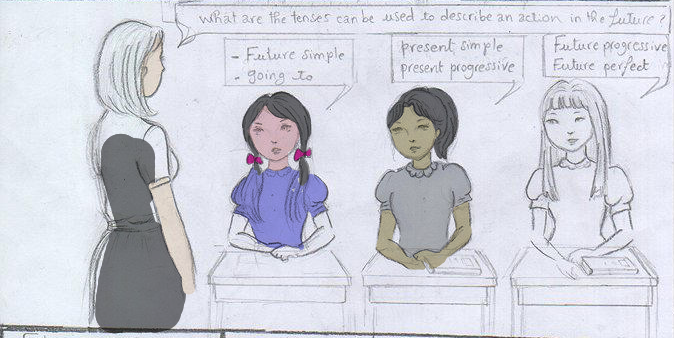 what are the tenses can be used to describe an action in the future?
- Future simple
- going to
present simple
present progressive
Future progressive
Future perfect